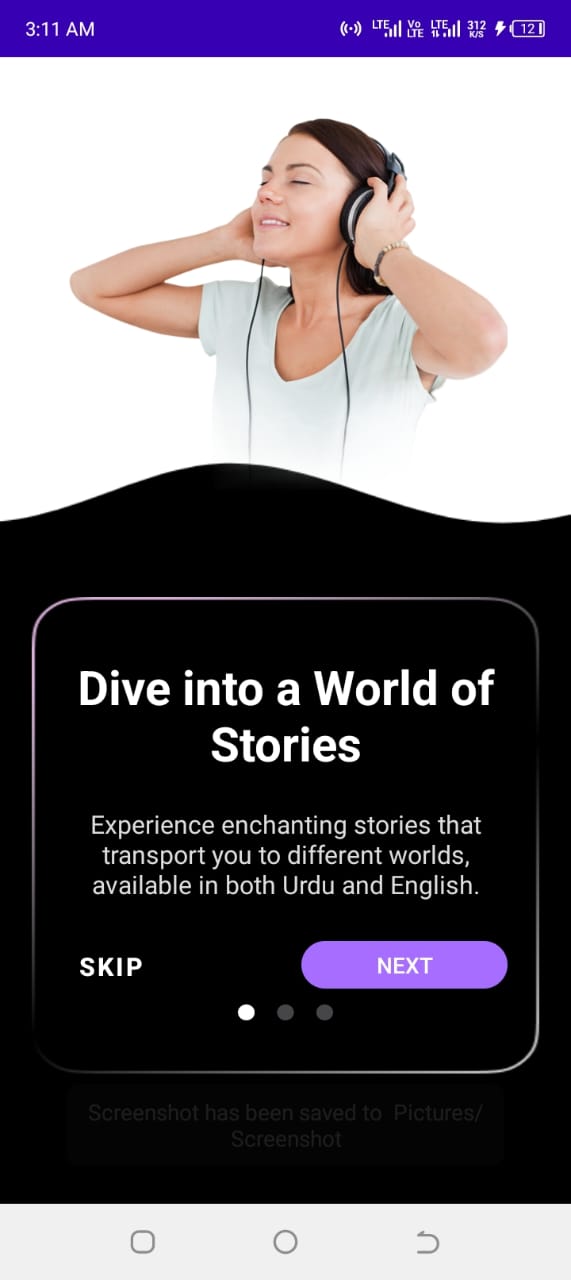 3:11 AM LTE Vo LTE LTE 312 K/S 12
Dive into a World of
Stories
Experience enchanting stories that
transport you to different worlds,
available in both Urdu and English.
SKIP NEXT
Screenshot has been saved to Pictures/
Screenshot